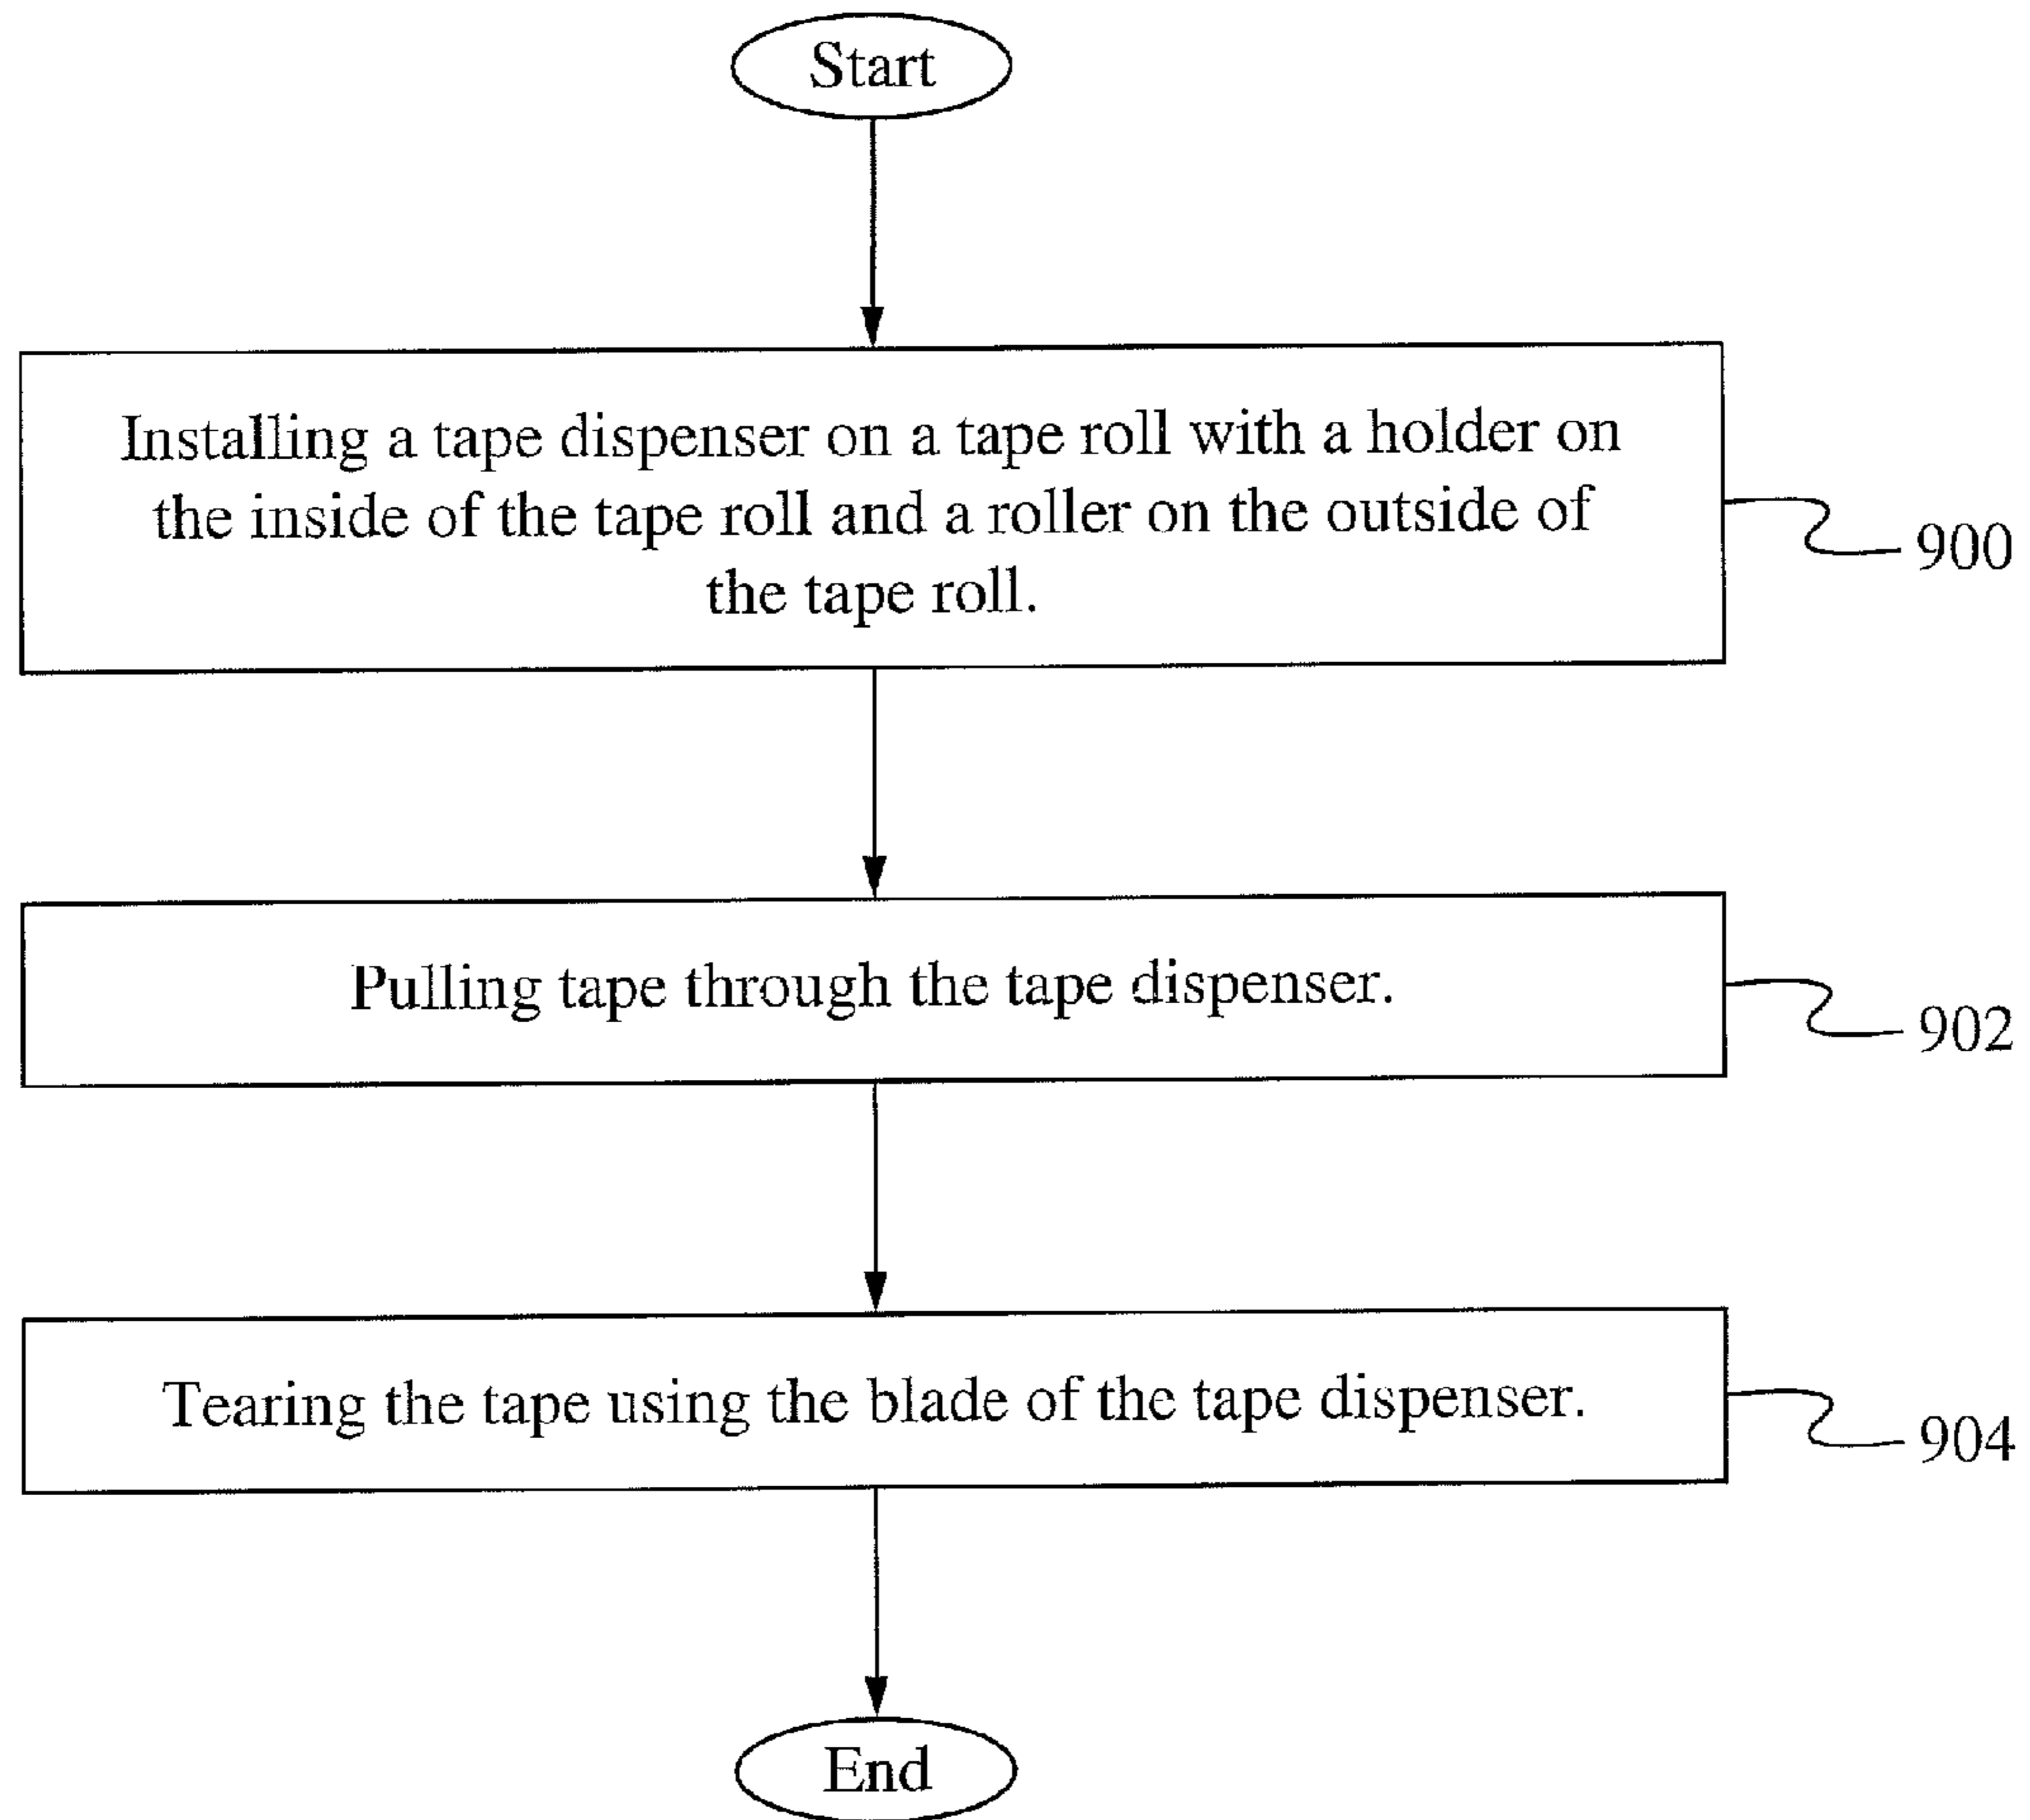 Start
Installing a tape dispenser on a tape roll with a holder on
the inside of the tape roll and a roller on the outside of
the tape roll.
900
Pulling tape through the tape dispenser.
902
Tearing the tape using the blade of the tape dispenser.
904
End